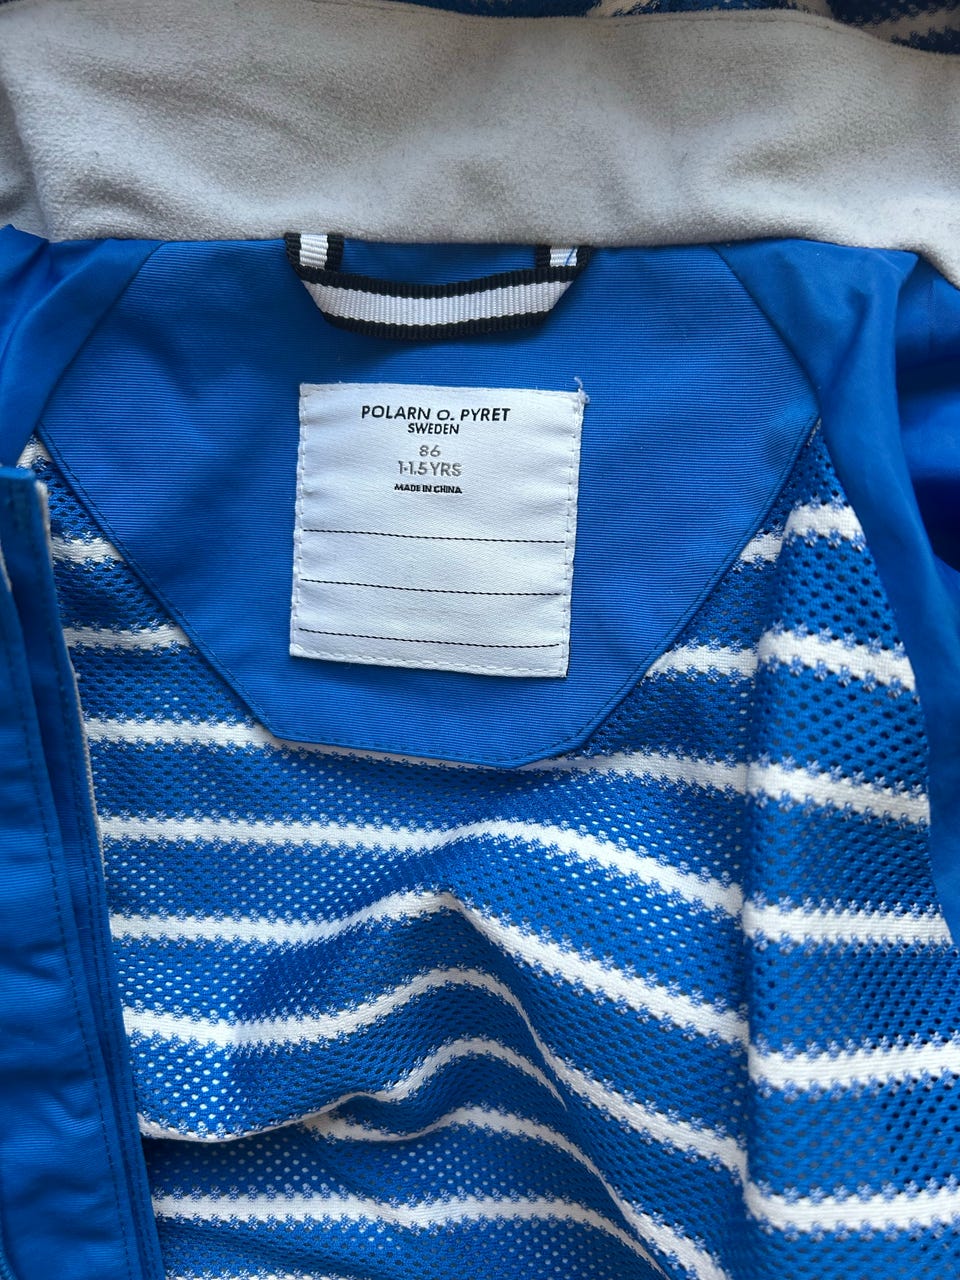 POLARN O. PYRET
SWEDEN
86
1-1.5 YRS
MADE IN CHINA